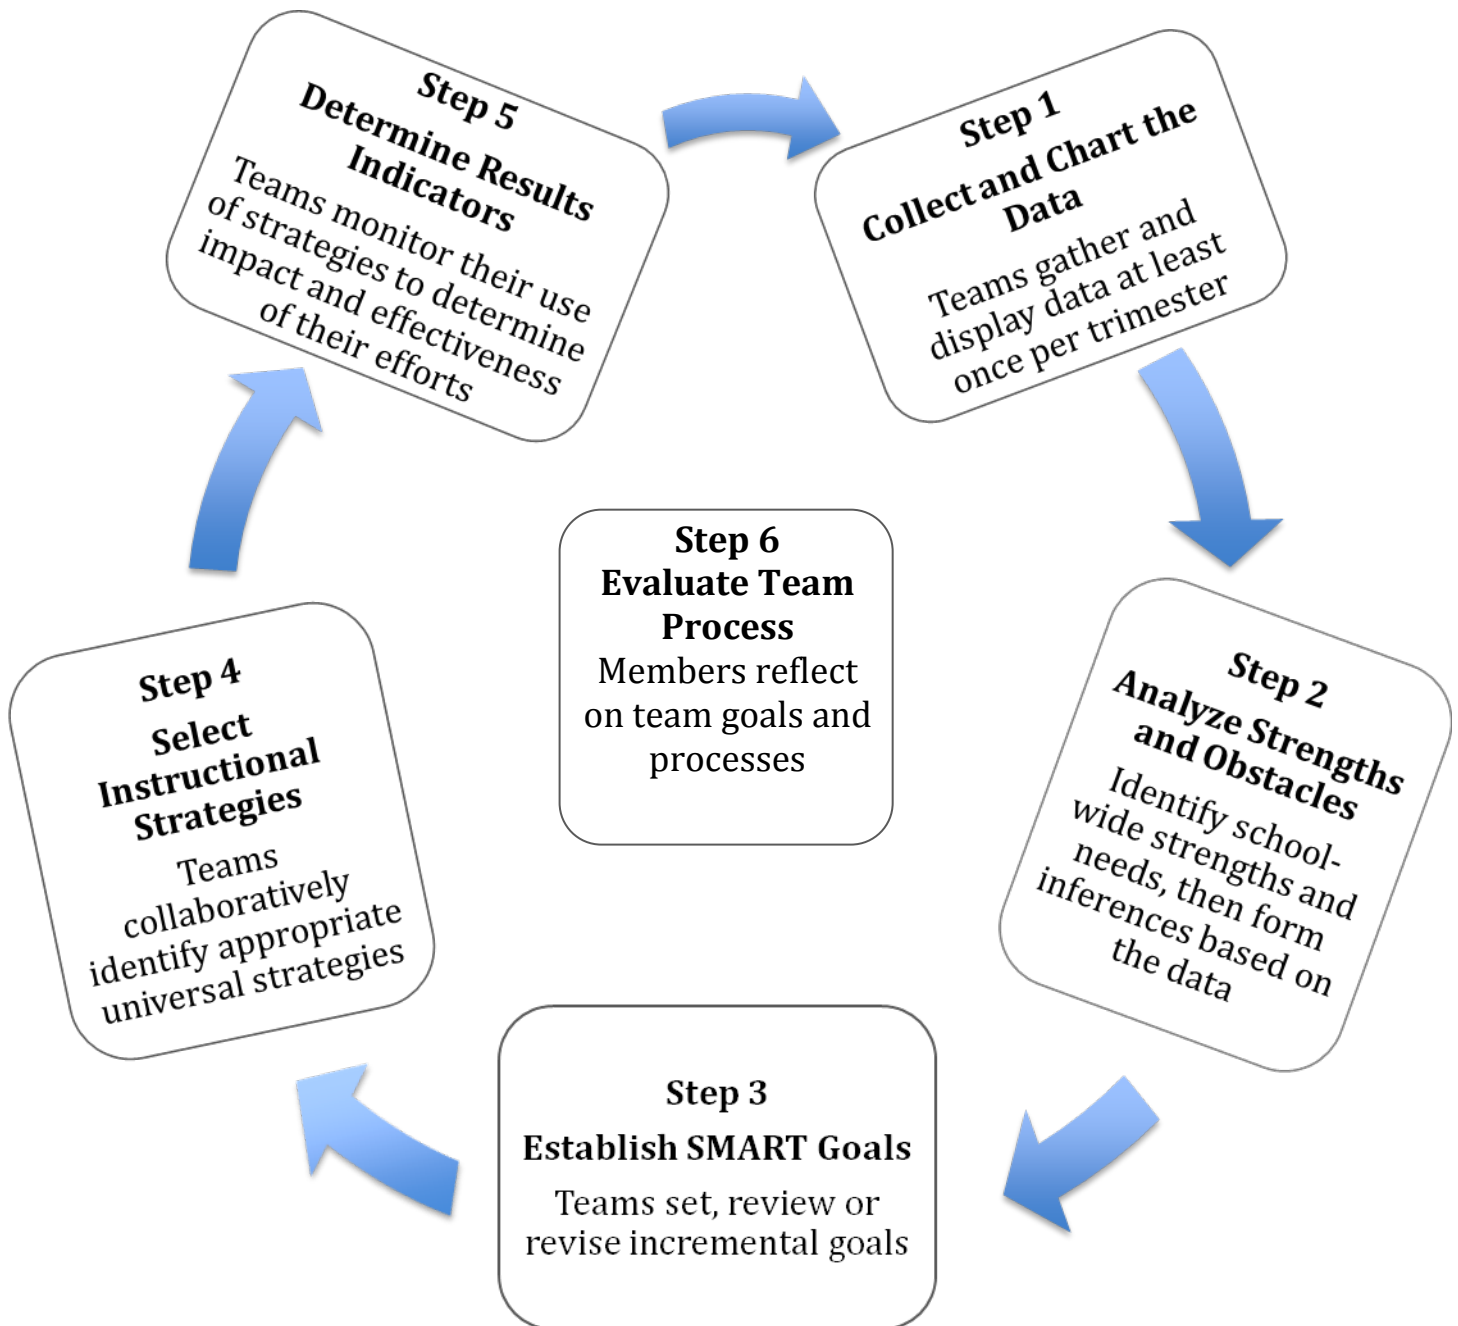 Step 1
Collect and Chart the
Data
Teams gather and
display data at least
once per trimester
Step 2
Analyze Strengths
and Obstacles
Identify school-
wide strengths and
needs, then form
inferences based on
the data
Step 3
Establish SMART Goals
Teams set, review or
revise incremental goals
Step 4
Select
Instructional
Strategies
Teams
collaboratively
identify appropriate
universal strategies
Step 5
Determine Results
Indicators
Teams monitor their use
of strategies to determine
impact and effectiveness
of their efforts
Step 6
Evaluate Team
Process
Members reflect
on team goals and
processes